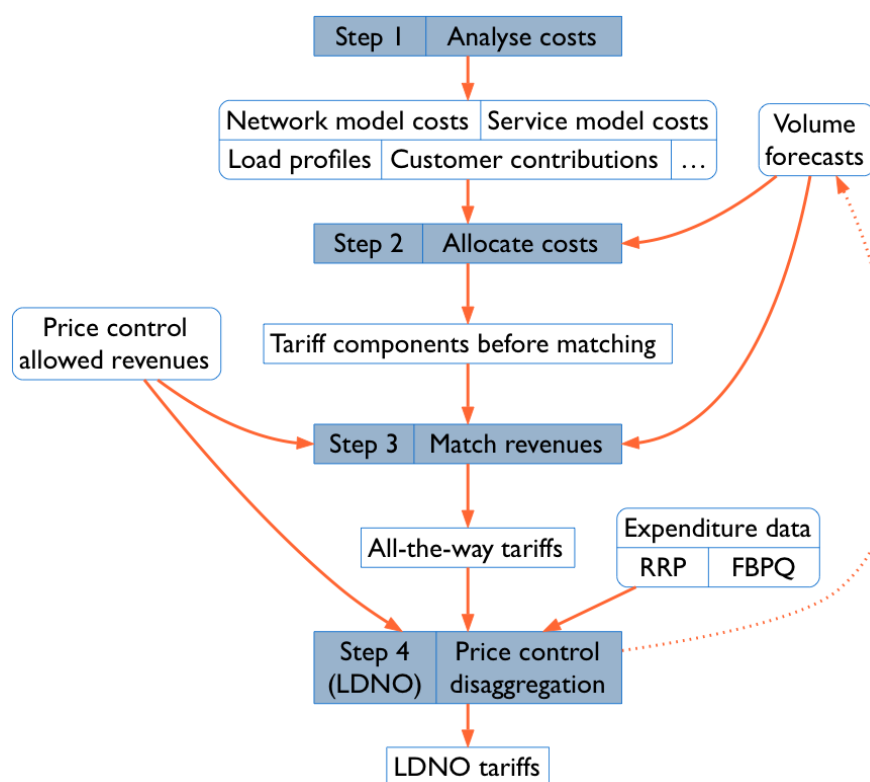 Step 1 Analyse costs
Network model costs Service model costs
Load profiles Customer contributions ...
Volume
forecasts
Step 2 Allocate costs
Price control
allowed revenues
Tariff components before matching
Step 3 Match revenues
All-the-way tariffs
Expenditure data
RRP FBPQ
Step 4
(LDNO)
Price control
disaggregation
LDNO tariffs